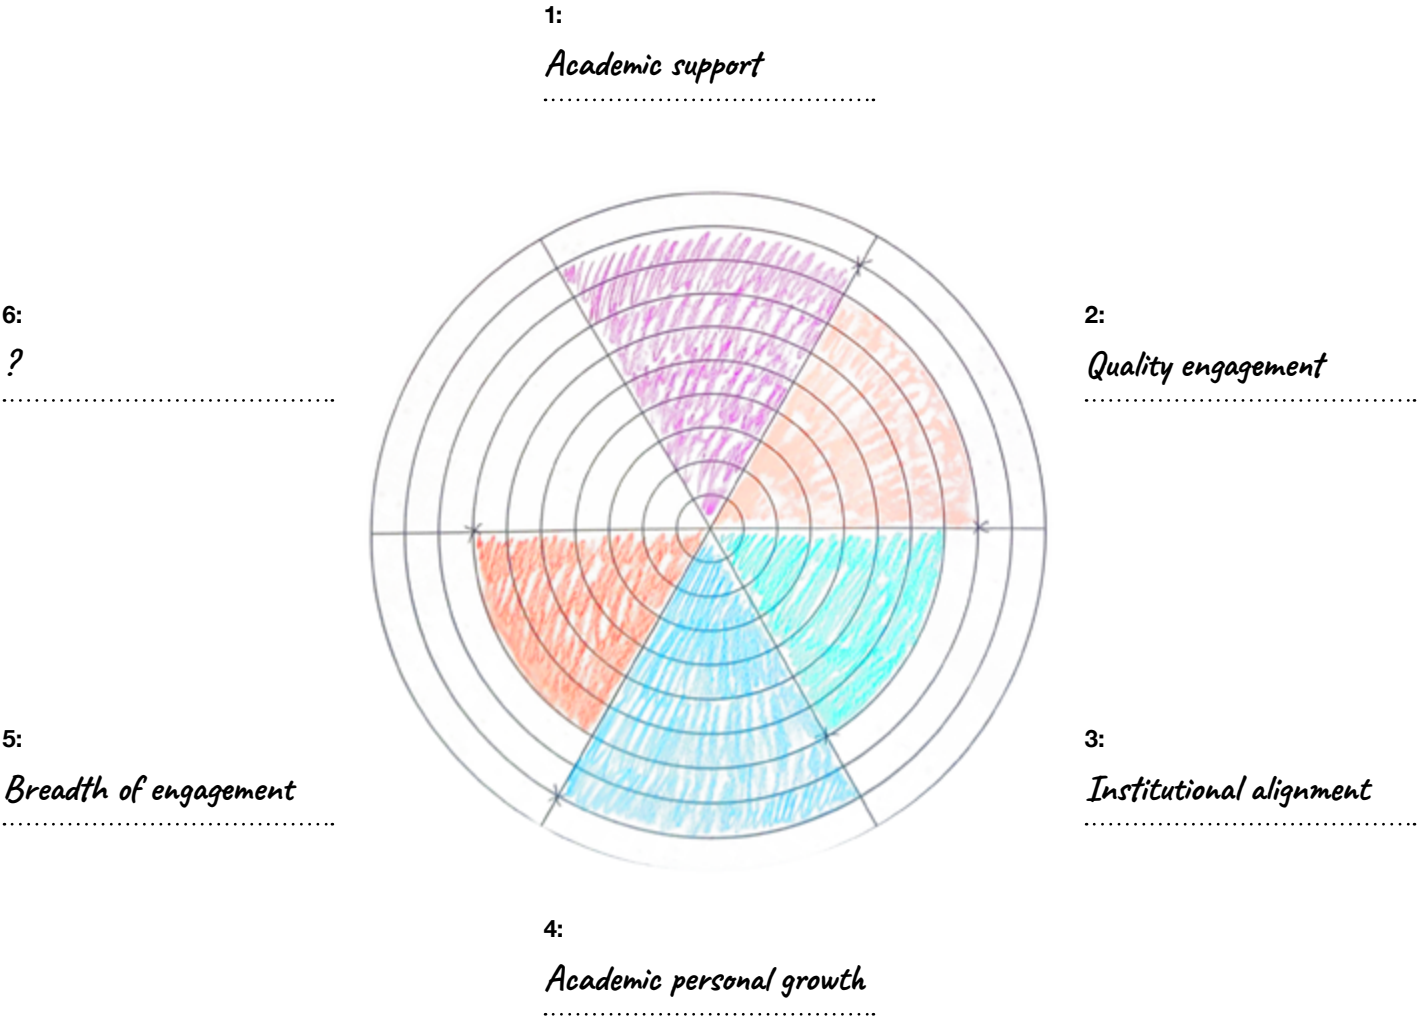 1:
Academic support
6:
?
2:
Quality engagement
5:
Breadth of engagement
3:
Institutional alignment
4:
Academic personal growth